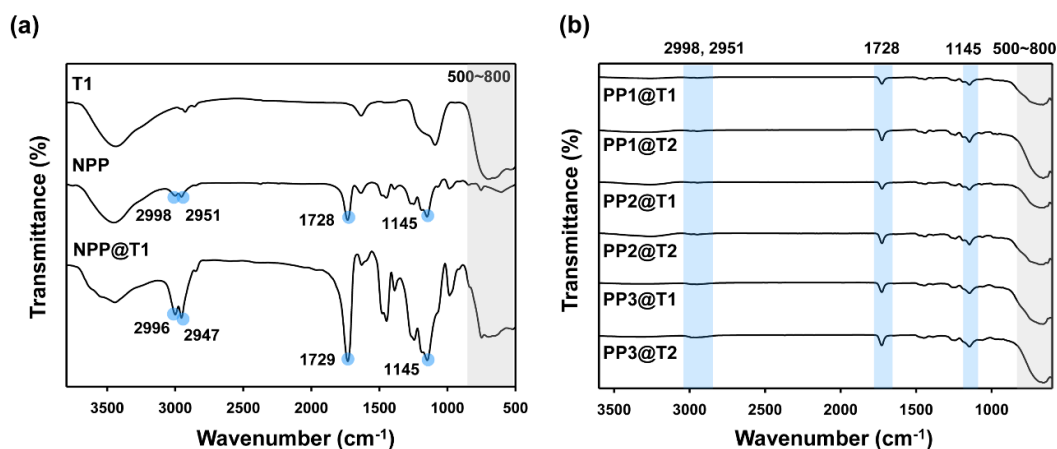 (a)
T1
500~800
NPP
2998
2951
1728
1145
NPP@T1
2996
2947
1729
1145
Transmittance (%)
3500 3000 2500 2000 1500 1000 500
Wavenumber (cm-1)
(b)
2998, 2951 1728 1145 500~800
PP1@T1
PP1@T2
PP2@T1
PP2@T2
PP3@T1
PP3@T2
Transmittance (%)
3500 3000 2500 2000 1500 1000
Wavenumber (cm-1)